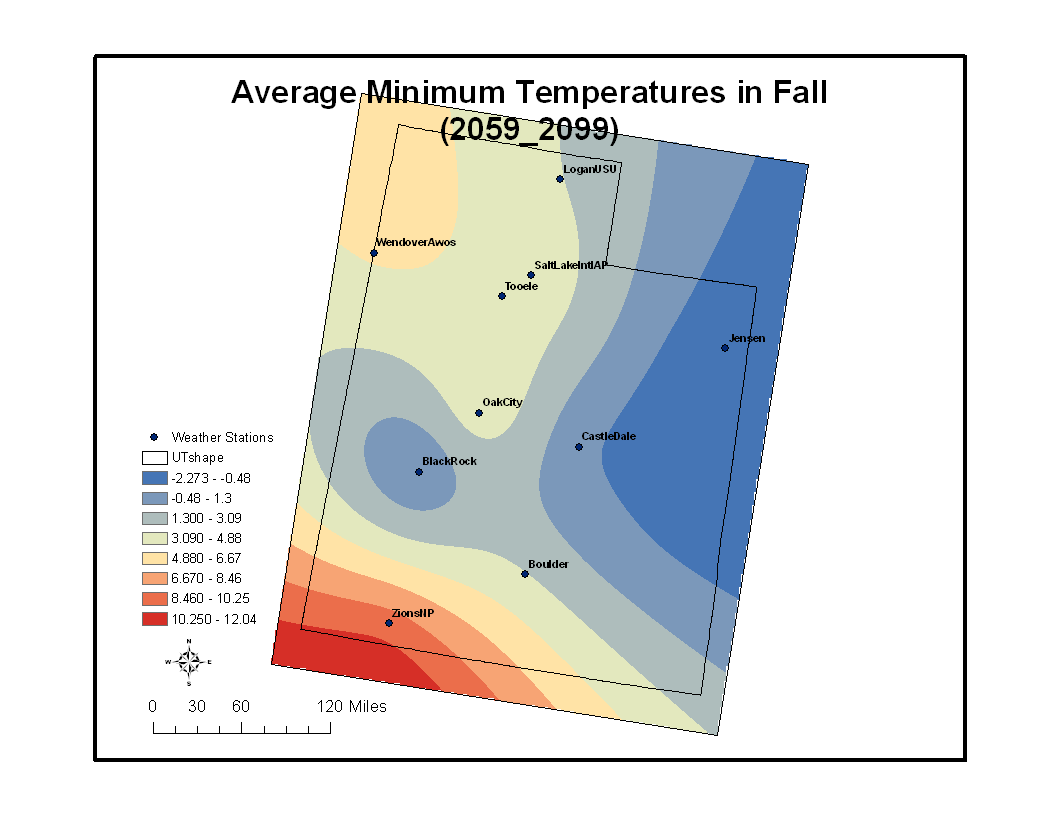 Average Minimum Temperatures in Fall
(2059_2099)
LoganUSU
WendoverAwos
SaltLakeIntlAP
Tooele
Jensen
OakCity
CastleDale
BlackRock
Boulder
ZionsNP
Weather Stations
UTshape
-2.273 - -0.48
-0.48 - 1.3
1.300 - 3.09
3.090 - 4.88
4.880 - 6.67
6.670 - 8.46
8.460 - 10.25
10.250 - 12.04
N
W E
S
0 30 60 120 Miles